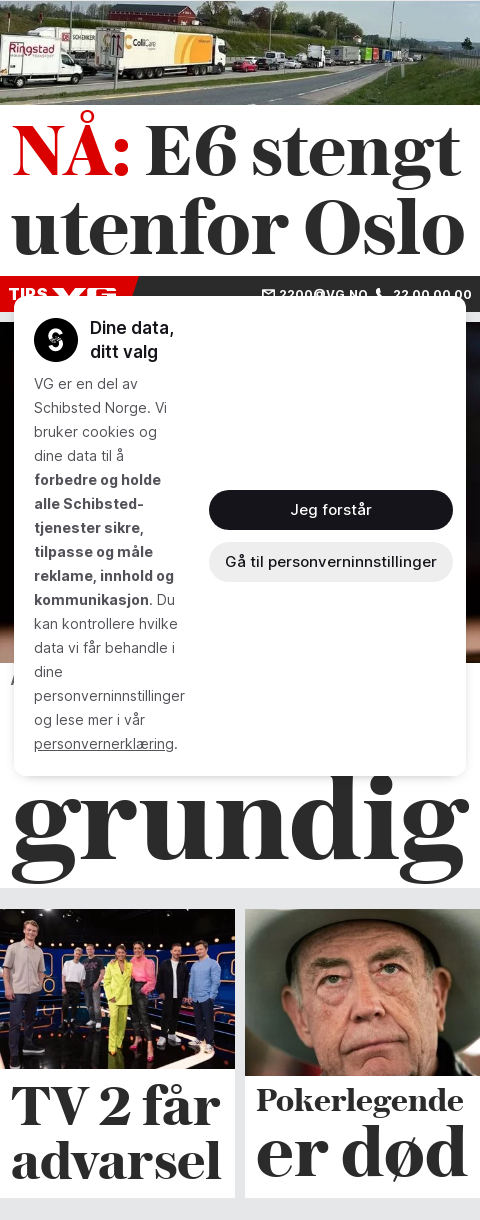 Ringstad
SCHENKER
ColliCare
NÅ: E6 stengt
utenfor Oslo
TIPS VG
2200@VG.NO 22 00 00 00
Dine data,
ditt valg
VG er en del av
Schibsted Norge. Vi
bruker cookies og
dine data til å
forbedre og holde
alle Schibsted-
tjenester sikre,
tilpasse og måle
reklame, innhold og
kommunikasjon. Du
kan kontrollere hvilke
data vi får behandle i
dine
personverninnstillinger
og lese mer i vår
personvernerklæring.
Jeg forstår
Gå til personverninnstillinger
grundig
TV 2 får
advarsel
Pokerlegende
er død